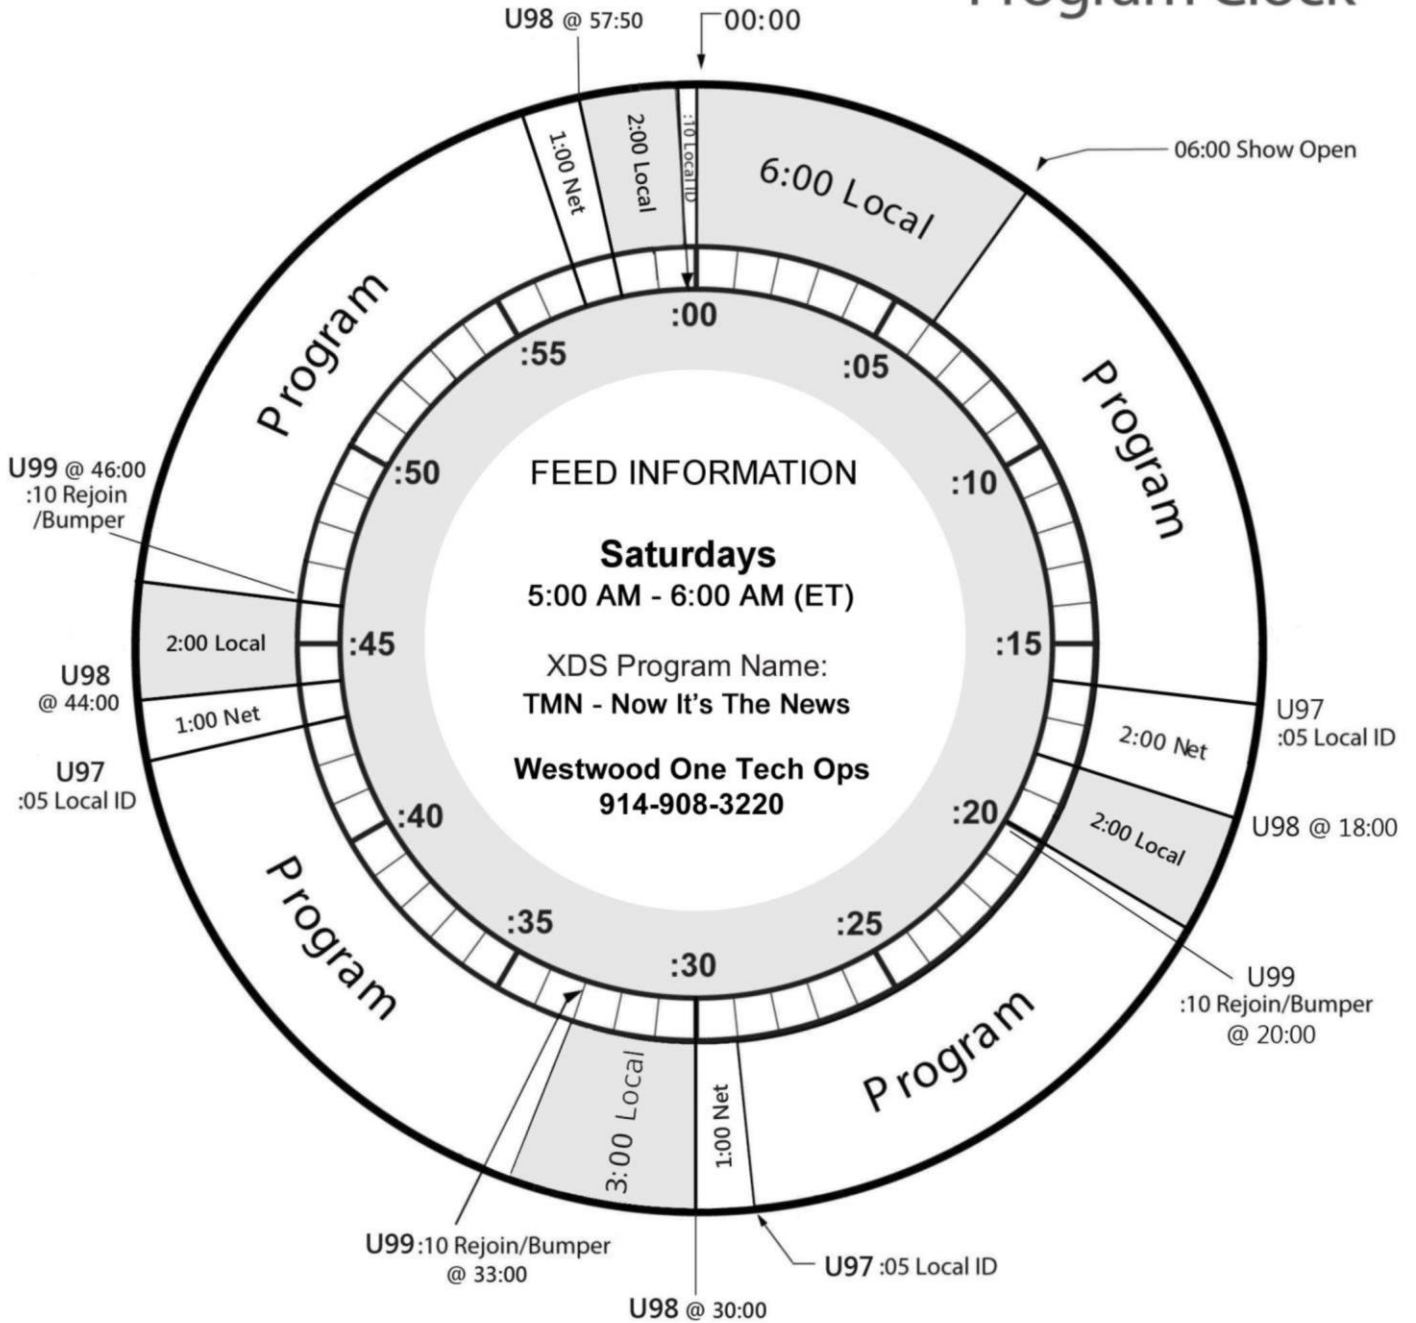 Program Clock
U98 @ 57:50
00:00
06:00 Show Open
1:00 Net
2:00 Local
:10 Local ID
6:00 Local
Program
Program
:00
:05
:10
:15
:20
:25
:30
:35
:40
:45
:50
:55
FEED INFORMATION
Saturdays
5:00 AM - 6:00 AM (ET)
XDS Program Name:
TMN - Now It's The News
Westwood One Tech Ops
914-908-3220
U99 @ 46:00
:10 Rejoin
/Bumper
2:00 Local
U98
@ 44:00
1:00 Net
U97
:05 Local ID
U97
:05 Local ID
2:00 Net
U98 @ 18:00
2:00 Local
U99
:10 Rejoin/Bumper
@ 20:00
Program
Program
3:00 Local
1:00 Net
U99 :10 Rejoin/Bumper
@ 33:00
U97 :05 Local ID
U98 @ 30:00